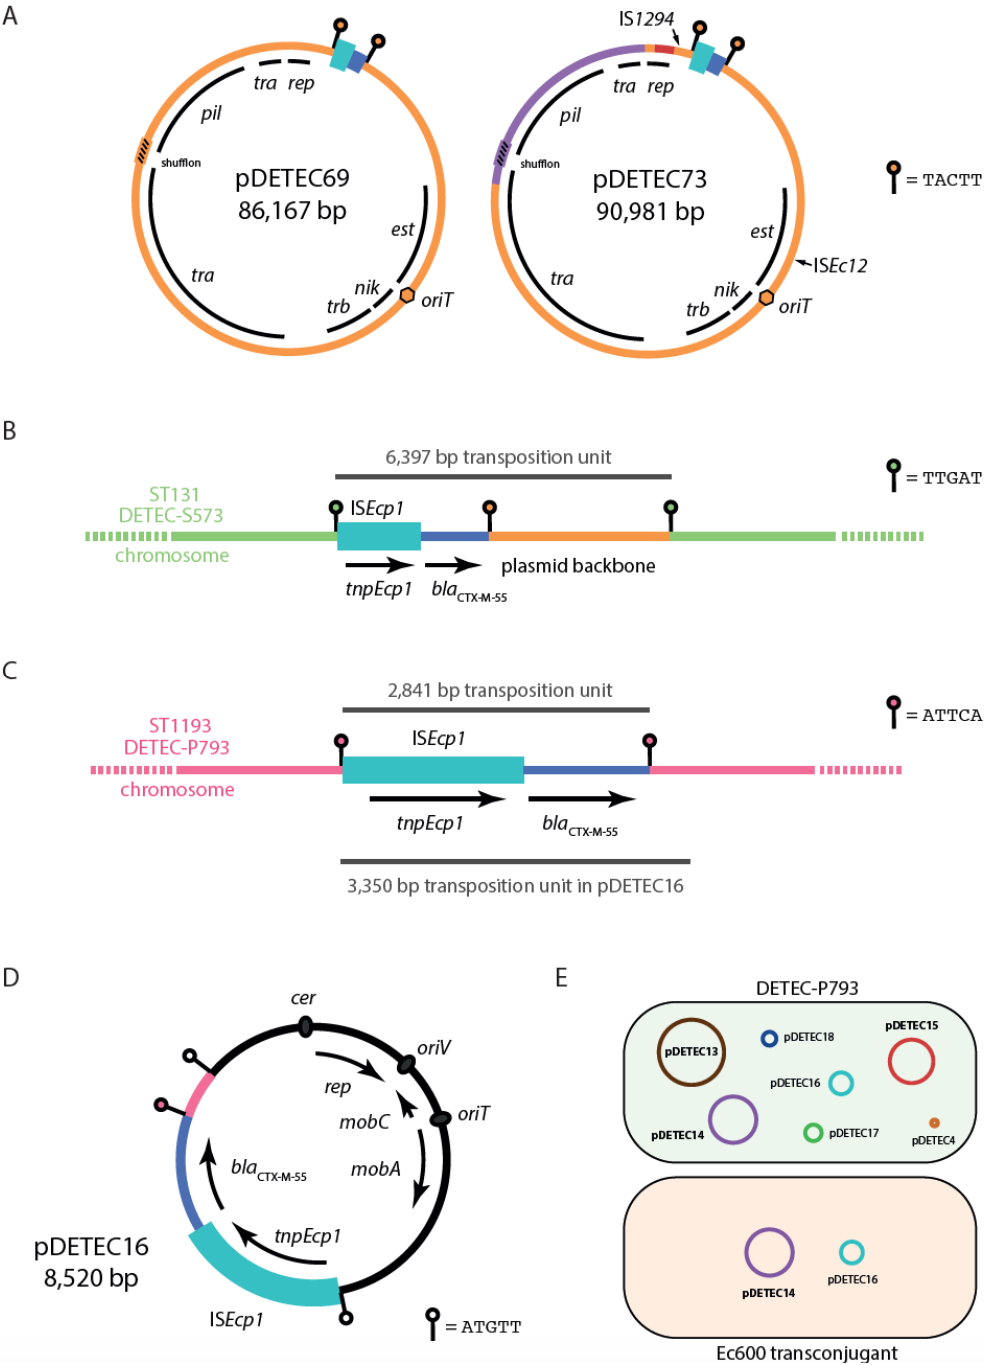 A
IS1294
tra rep
pil
shufflon
pDETEC69
86,167 bp
est
tra
nik
trb
oriT
tra rep
pil
shufflon
pDETEC73
90,981 bp
est
ISEc12
tra
nik
trb
oriT
= TACTT
B
6,397 bp transposition unit
= TTGAT
ST131
DETEC-S573
chromosome
ISEcp1
tnpEcp1
blaCTX-M-55
plasmid backbone
C
2,841 bp transposition unit
= ATTCA
ST1193
DETEC-P793
chromosome
ISEcp1
tnpEcp1
blaCTX-M-55
3,350 bp transposition unit in pDETEC16
D
cer
oriV
rep
mobC
oriT
mobA
blaCTX-M-55
tnpEcp1
pDETEC16
8,520 bp
ISEcp1
= ATGTT
E
DETEC-P793
pDETEC13
pDETEC18
pDETEC15
pDETEC16
pDETEC14
pDETEC17
pDETEC4
pDETEC14
pDETEC16
Ec600 transconjugant